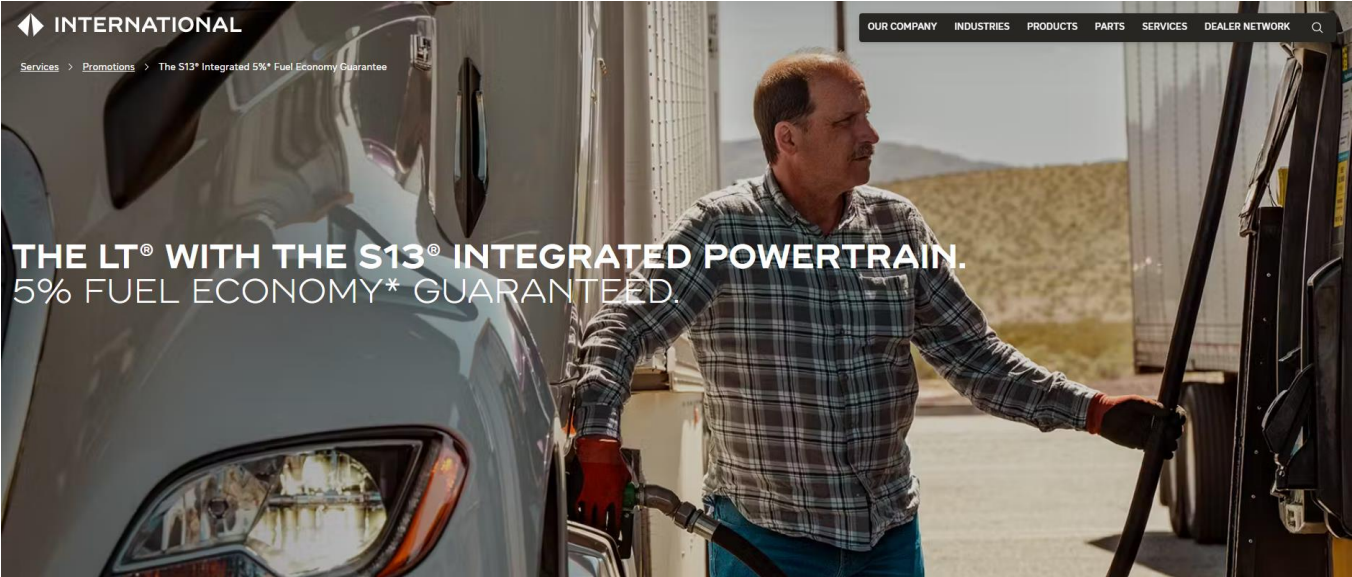 INTERNATIONAL
OUR COMPANY INDUSTRIES PRODUCTS PARTS SERVICES DEALER NETWORK
Services > Promotions > The S13® Integrated 5%* Fuel Economy Guarantee
THE LT® WITH THE S13® INTEGRATED POWERTRAIN.
5% FUEL ECONOMY* GUARANTEED.